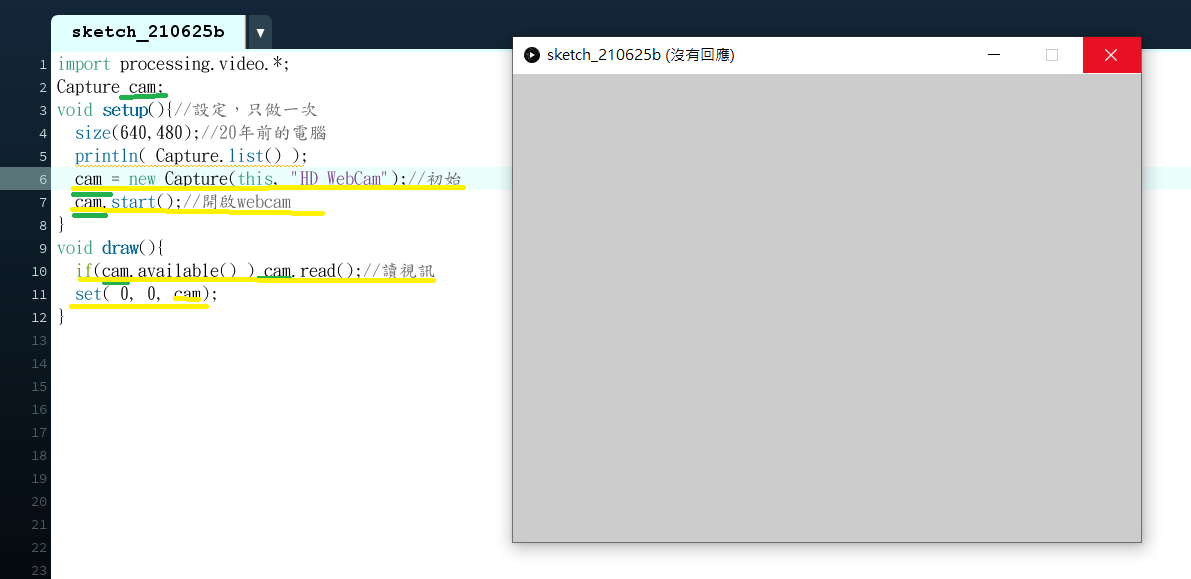 sketch_210625b ▼
1 import processing.video.*;
2 Capture cam;
3 void setup(){//設定，只做一次
4 size(640,480);//20年前的電腦
5 println( Capture.list() );
6 cam = new Capture(this, "HD WebCam");//初始
7 cam.start();//開啟webcam
8 }
9 void draw(){
10 if(cam.available() ) cam.read();//讀視訊
11 set( 0, 0, cam);
12 }
13
14
15
16
17
18
19
20
21
22
23
sketch_210625b (沒有回應)